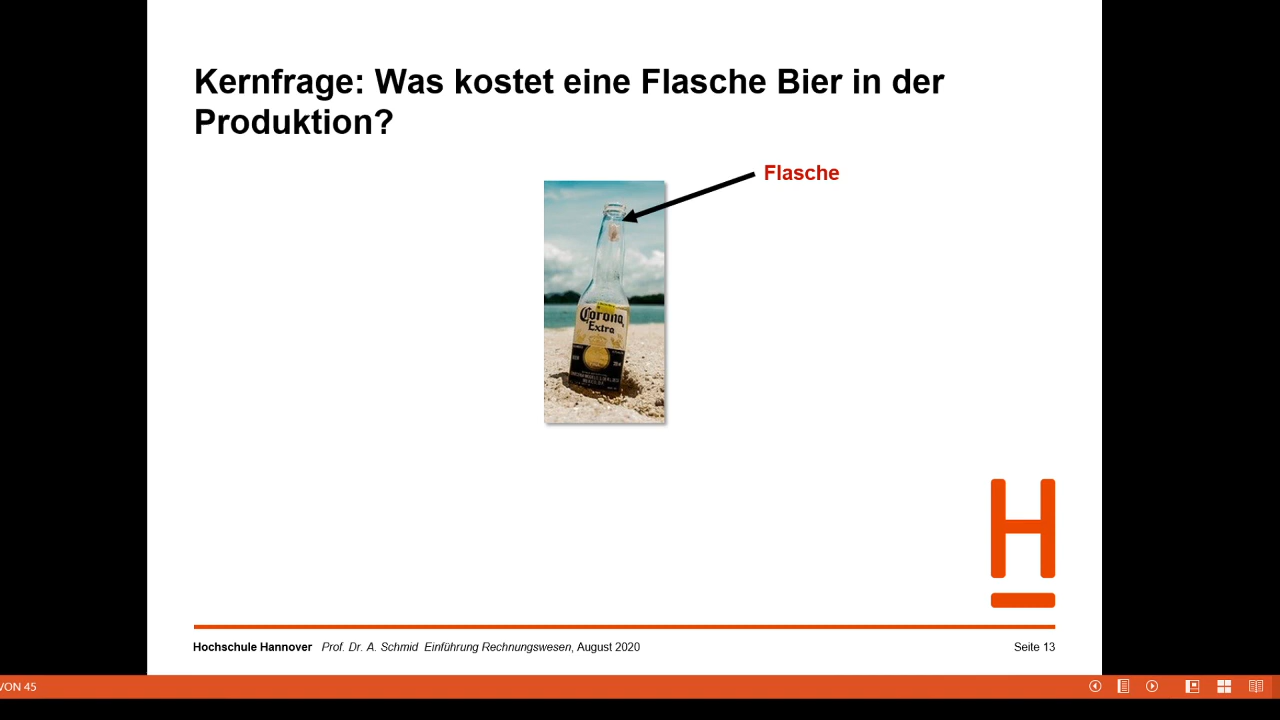 Kernfrage: Was kostet eine Flasche Bier in der
Produktion?
Flasche
Corona
Extra
H
Hochschule Hannover Prof. Dr. A. Schmid Einführung Rechnungswesen, August 2020
Seite 13
VON 45